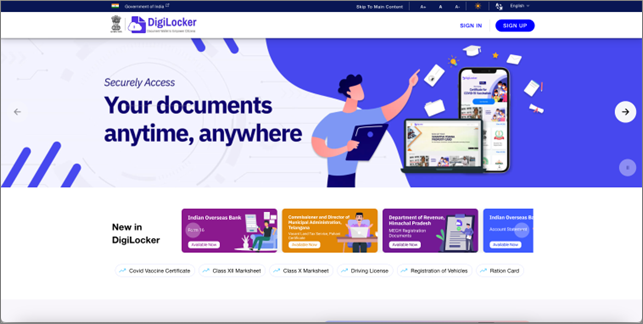 Government of India
Skip To Main Content
A+
A
A-
English
DigiLocker
SIGN IN
SIGN UP
Securely Access
Your documents
anytime, anywhere
New in
DigiLocker
Indian Overseas Bank
Available Now
Commissioner and Director of
Municipal Administration,
Telangana
Available Now
Department of Revenue,
Himachal Pradesh
Documents
Available Now
Indian Overseas B
Account Statement
Available Now
Covid Vaccine Certificate
Class XII Marksheet
Class X Marksheet
Driving License
Registration of Vehicles
Ration Card